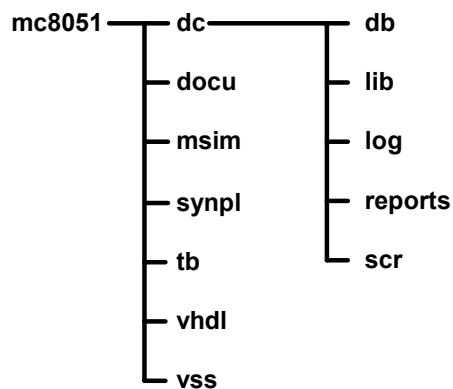 mc8051 dc db
docu lib
msim log
synpl reports
tb scr
vhdl
vss